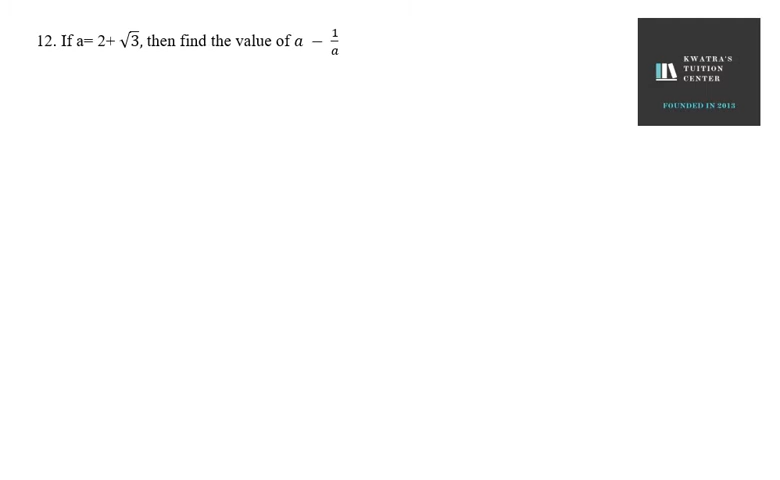 12. If a= 2+ √3, then find the value of a − 1/a
KWATRA'S
TUITION
CENTER
FOUNDED IN 2013